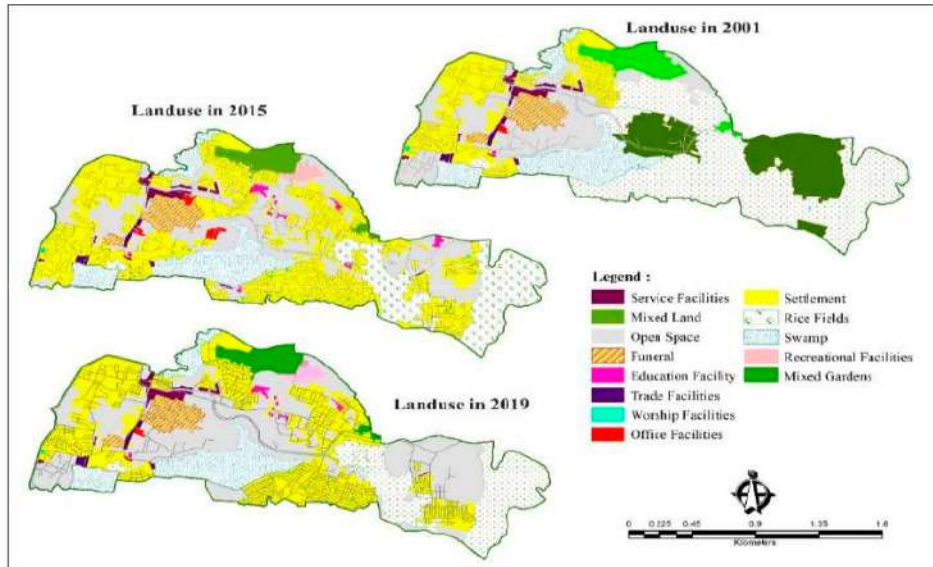 Landuse in 2001
Landuse in 2015
Landuse in 2019
Legend :
Service Facilities
Mixed Land
Open Space
Funeral
Education Facility
Trade Facilities
Worship Facilities
Office Facilities
Settlement
Rice Fields
Swamp
Recreational Facilities
Mixed Gardens
0 0.225 0.45 0.9 1.35 1.8
Kilometers